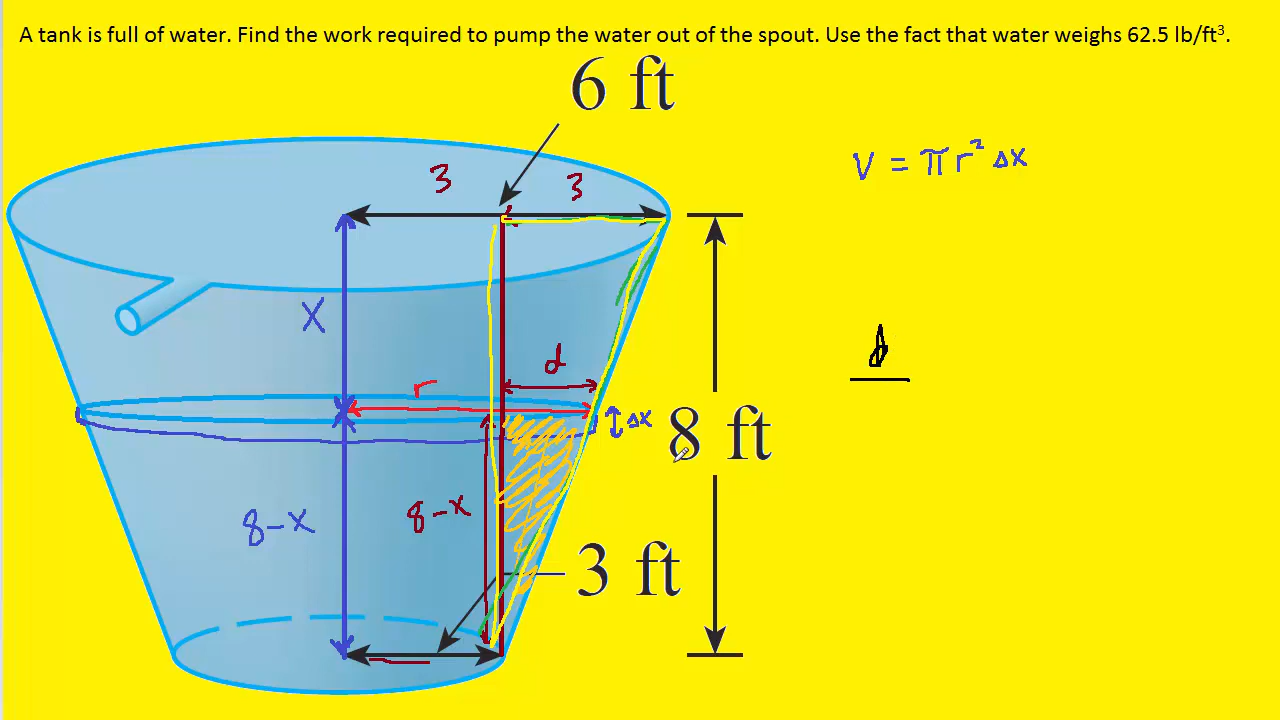 A tank is full of water. Find the work required to pump the water out of the spout. Use the fact that water weighs 62.5 lb/ft³.
6 ft
3
3
V = πr² Δx
X
d
d
r
Δx
8 ft
8-x
8-x
3 ft